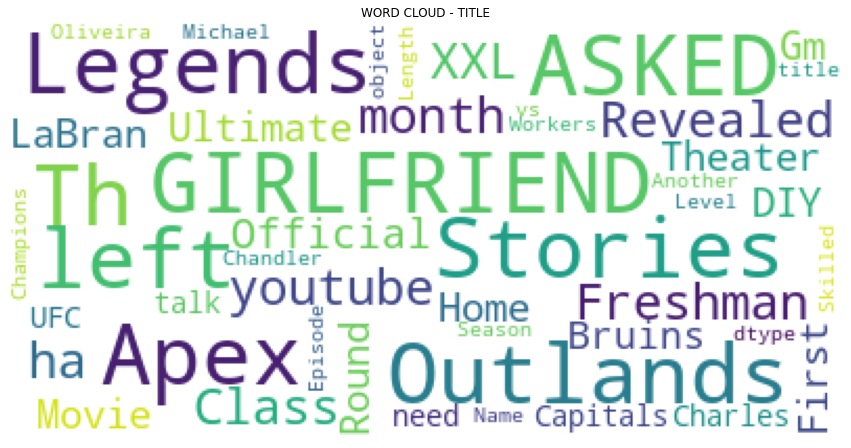 WORD CLOUD - TITLE
Oliveira Michael
Legends
object
Length
XXL
ASKED
Gm
title
LaBran
Ultimate
month
vs
Workers
Revealed
Theater
Th
GIRLFRIEND
Another
Level
DIY
Champions
left
Official
Chandler
Stories
youtube
talk
Home
Freshman
Skilled
UFC
ha
Apex
Episode
Round
Season
Outlands
Bruins
dtype
First
Movie
Class
need
Name
Capitals
Charles